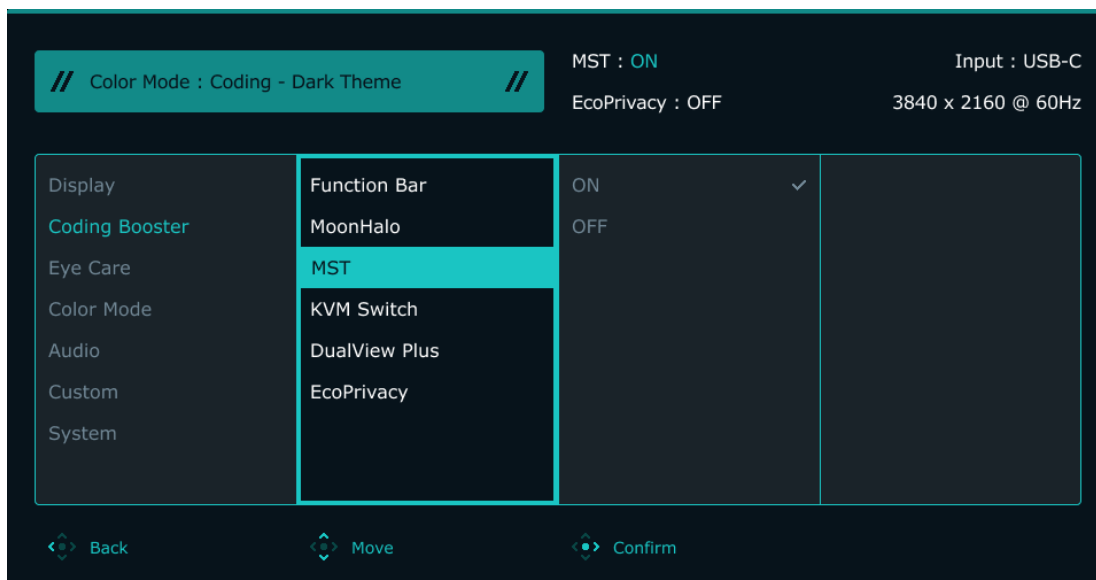 Color Mode : Coding - Dark Theme
MST : ON
Input : USB-C
EcoPrivacy : OFF
3840 x 2160 @ 60Hz
Display
Coding Booster
Eye Care
Color Mode
Audio
Custom
System
Function Bar
MoonHalo
MST
KVM Switch
DualView Plus
EcoPrivacy
ON
OFF
Back
Move
Confirm